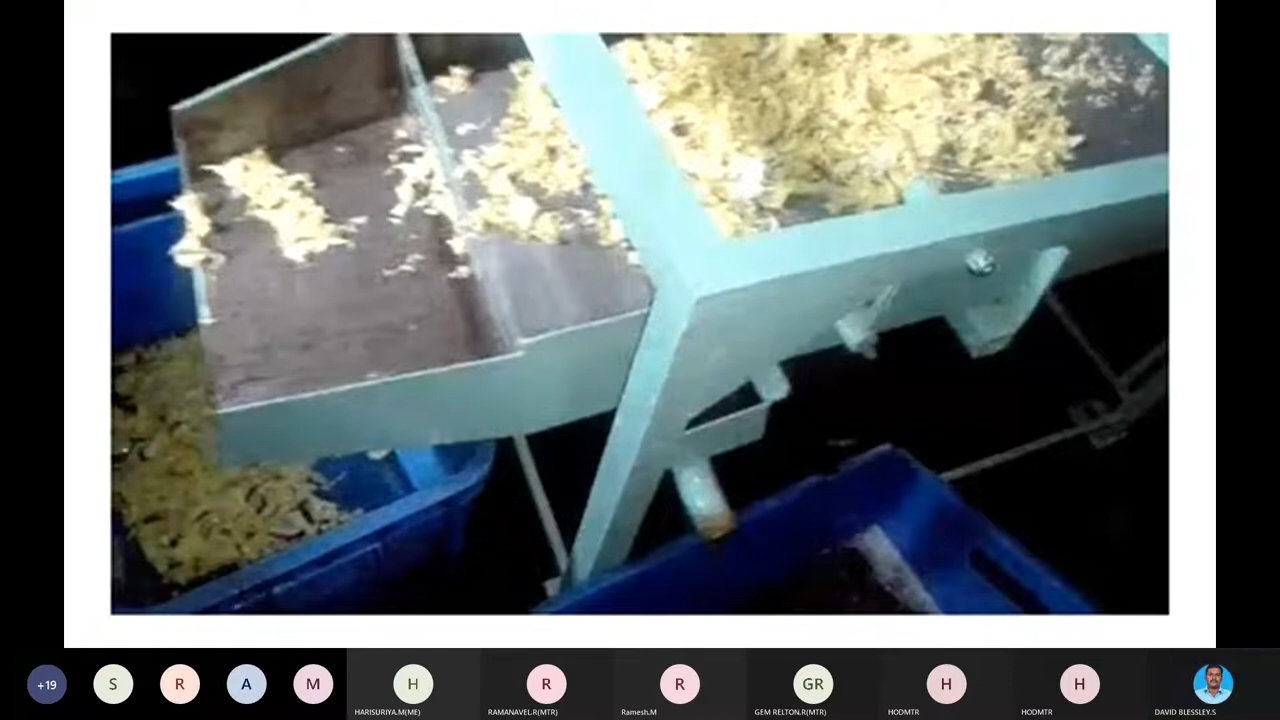 +19
S
R
A
M
H
R
R
GR
H
H
HARISURIYA.M(ME)
RAMANAVEL.R(MTR)
Ramesh.M
GEM RELTON.R(MTR)
HODMTR
HODMTR
DAVID BLESSLEY.S